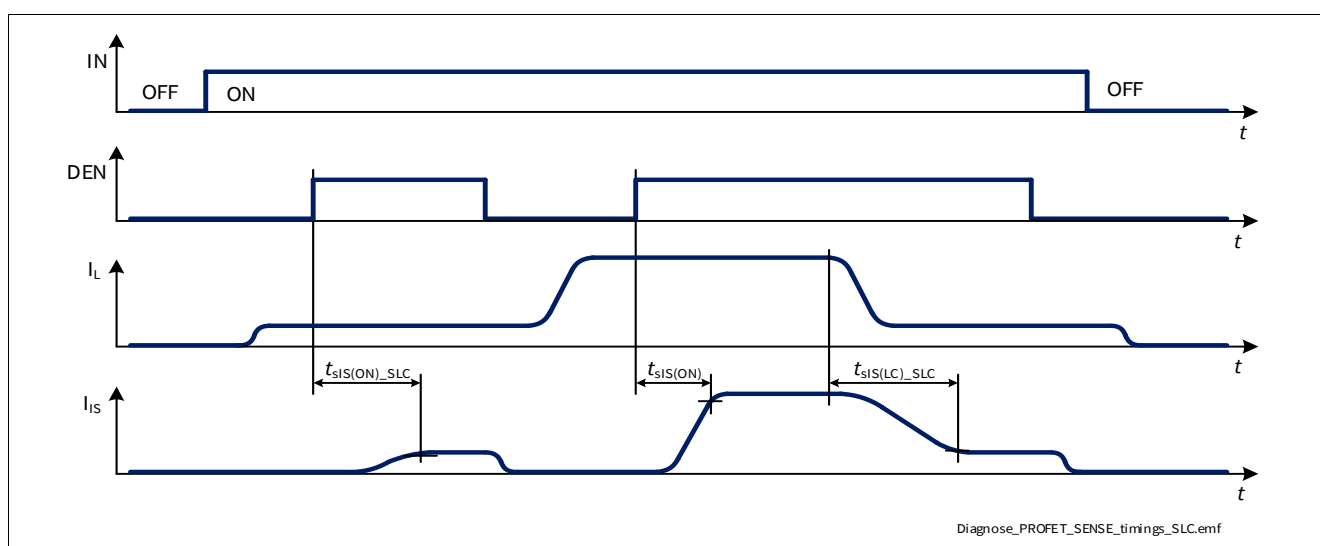 IN
OFF ON OFF
t
DEN
t
IL
tsIS(ON)_SLC tsIS(ON) tsIS(LC)_SLC
IIS
t
Diagnose_PROFET_SENSE_timings_SLC.emf